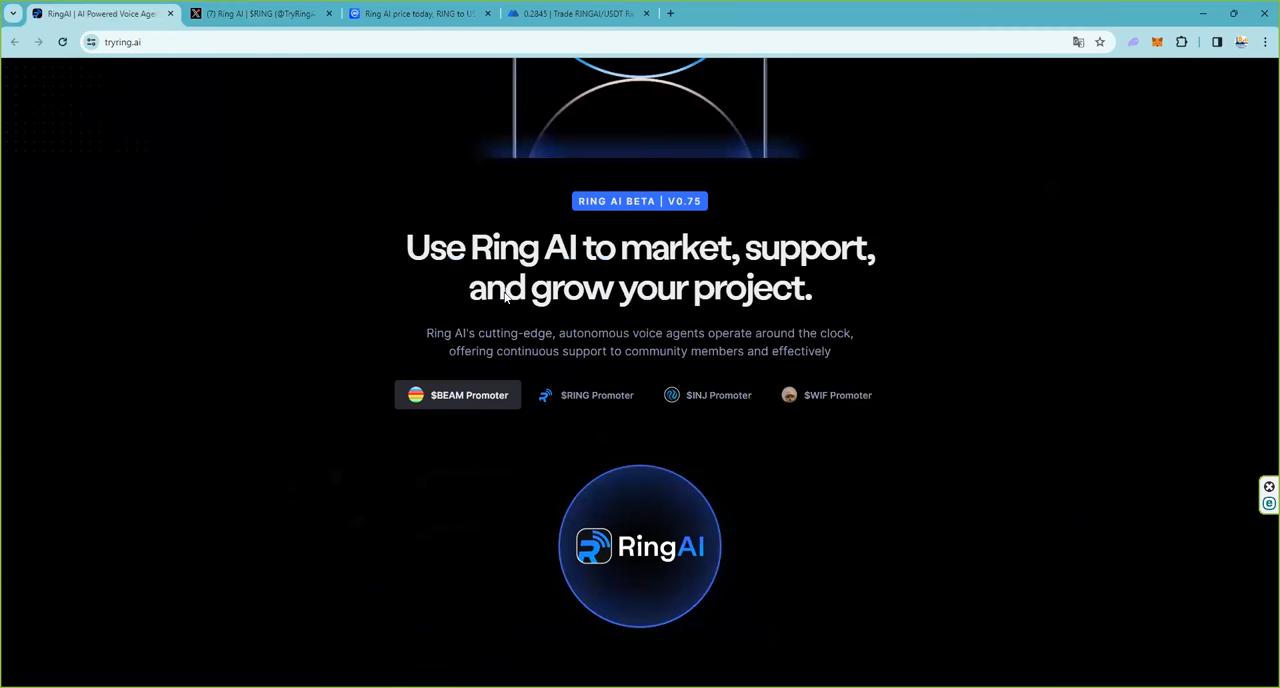 RingAI | AI Powered Voice Age
(7) Ring AI | $RING (@TryRing
Ring AI price today, RING to U
0.2845 | Trade RINGAI/USDT
tryring.ai
RING AI BETA | V0.75
Use Ring AI to market, support,
and grow your project.
Ring AI's cutting-edge, autonomous voice agents operate around the clock,
offering continuous support to community members and effectively
$BEAM Promoter
$RING Promoter
$INJ Promoter
$WIF Promoter
RingAI